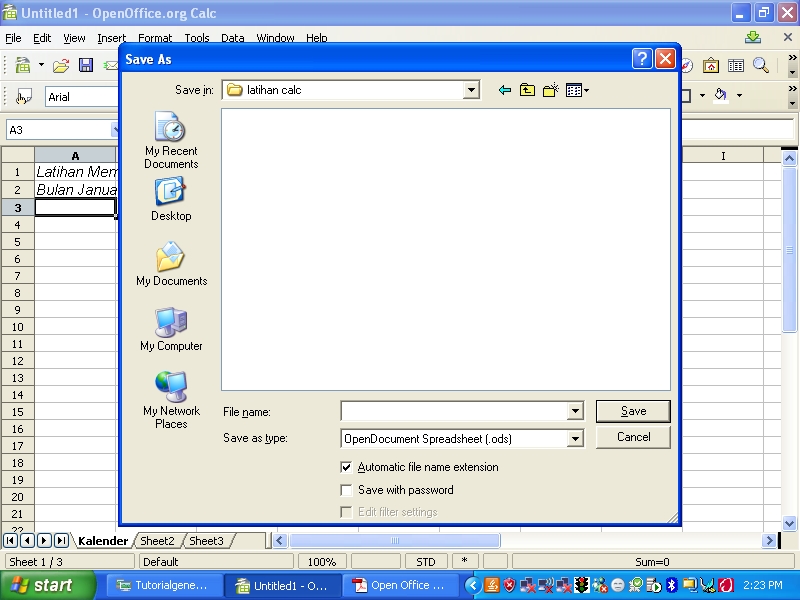 Untitled1 - OpenOffice.org Calc
File Edit View Insert Format Tools Data Window Help
Save As
Save in: latihan calc
Arial
A3
A I
1 Latihan Mem
2 Bulan Janua
3
4
5
6
7
8
9
10
11
12
13
14
15
16
17
18
19
20
21
22
My Recent
Documents
Desktop
My Documents
My Computer
My Network
Places
File name: Save
Save as type: OpenDocument Spreadsheet (.ods) Cancel
Automatic file name extension
Save with password
Edit filter settings
Kalender Sheet2 Sheet3
Sheet 1 / 3 Default 100% STD * Sum=0
start Tutorialgene... Untitled1 - O... Open Office ... 2:23 PM